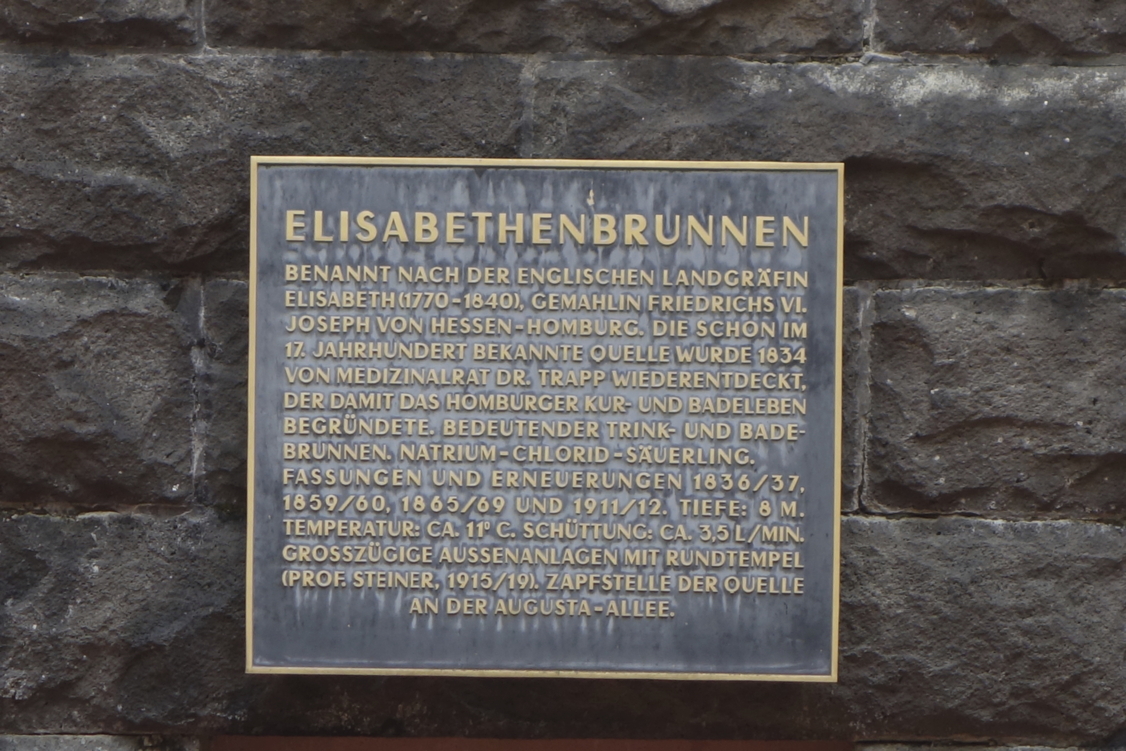 ELISABETHENBRUNNEN
BENANNT NACH DER ENGLISCHEN LANDGRÄFIN
ELISABETH (1770-1840), GEMAHLIN FRIEDRICHS VI.
JOSEPH VON HESSEN-HOMBURG. DIE SCHON IM
17. JAHRHUNDERT BEKANNTE QUELLE WURDE 1834
VON MEDIZINALRAT DR. TRAPP WIEDERENTDECKT,
DER DAMIT DAS HOMBURGER KUR- UND BADELEBEN
BEGRÜNDETE. BEDEUTENDER TRINK- UND BADE-
BRUNNEN. NATRIUM-CHLORID-SÄUERLING.
FASSUNGEN UND ERNEUERUNGEN 1836/37,
1859/60, 1865/69 UND 1911/12. TIEFE: 8 M.
TEMPERATUR: CA. 11° C. SCHÜTTUNG: CA. 3,5 L/MIN.
GROSSZÜGIGE AUSSENANLAGEN MIT RUNDTEMPEL
(PROF. STEINER, 1915/19). ZAPFSTELLE DER QUELLE
AN DER AUGUSTA-ALLEE.